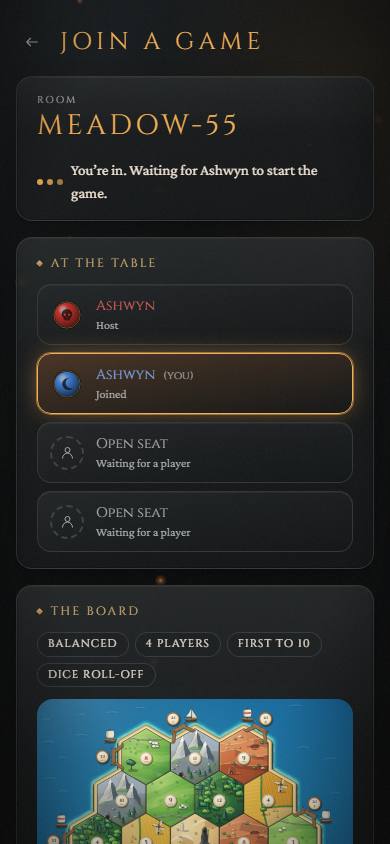 JOIN A GAME
ROOM
MEADOW-55
You're in. Waiting for Ashwyn to start the
game.
AT THE TABLE
ASHWYN
Host
ASHWYN (YOU)
Joined
OPEN SEAT
Waiting for a player
OPEN SEAT
Waiting for a player
THE BOARD
BALANCED
4 PLAYERS
FIRST TO 10
DICE ROLL-OFF